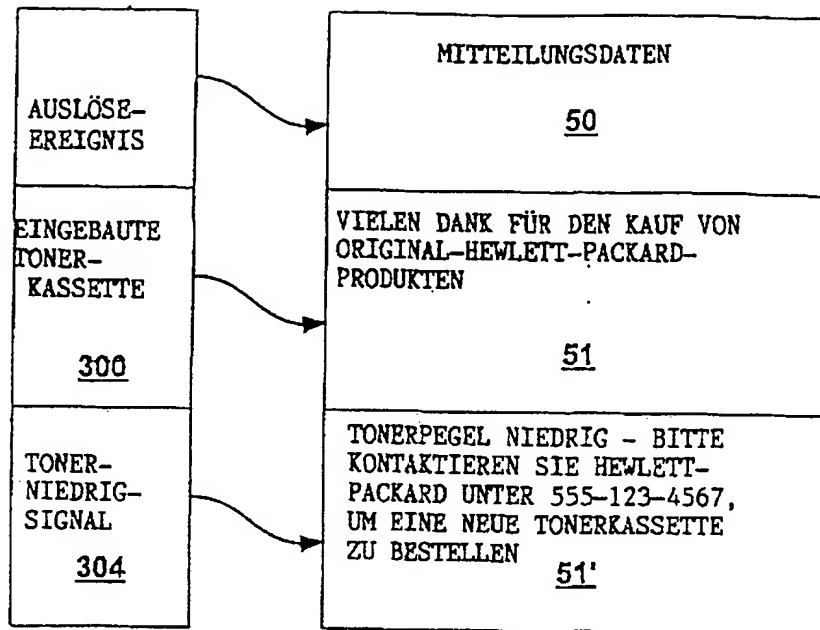 AUSLÖSE-
EREIGNIS
MITTEILUNGSDATEN
50
EINGEBAUTE
TONER-
KASSETTE
300
VIELEN DANK FÜR DEN KAUF VON
ORIGINAL-HEWLETT-PACKARD-
PRODUKTEN
51
TONER-
NIEDRIG-
SIGNAL
304
TONERPEGEL NIEDRIG - BITTE
KONTAKTIEREN SIE HEWLETT-
PACKARD UNTER 555-123-4567,
UM EINE NEUE TONERKASSETTE
ZU BESTELLEN
51'